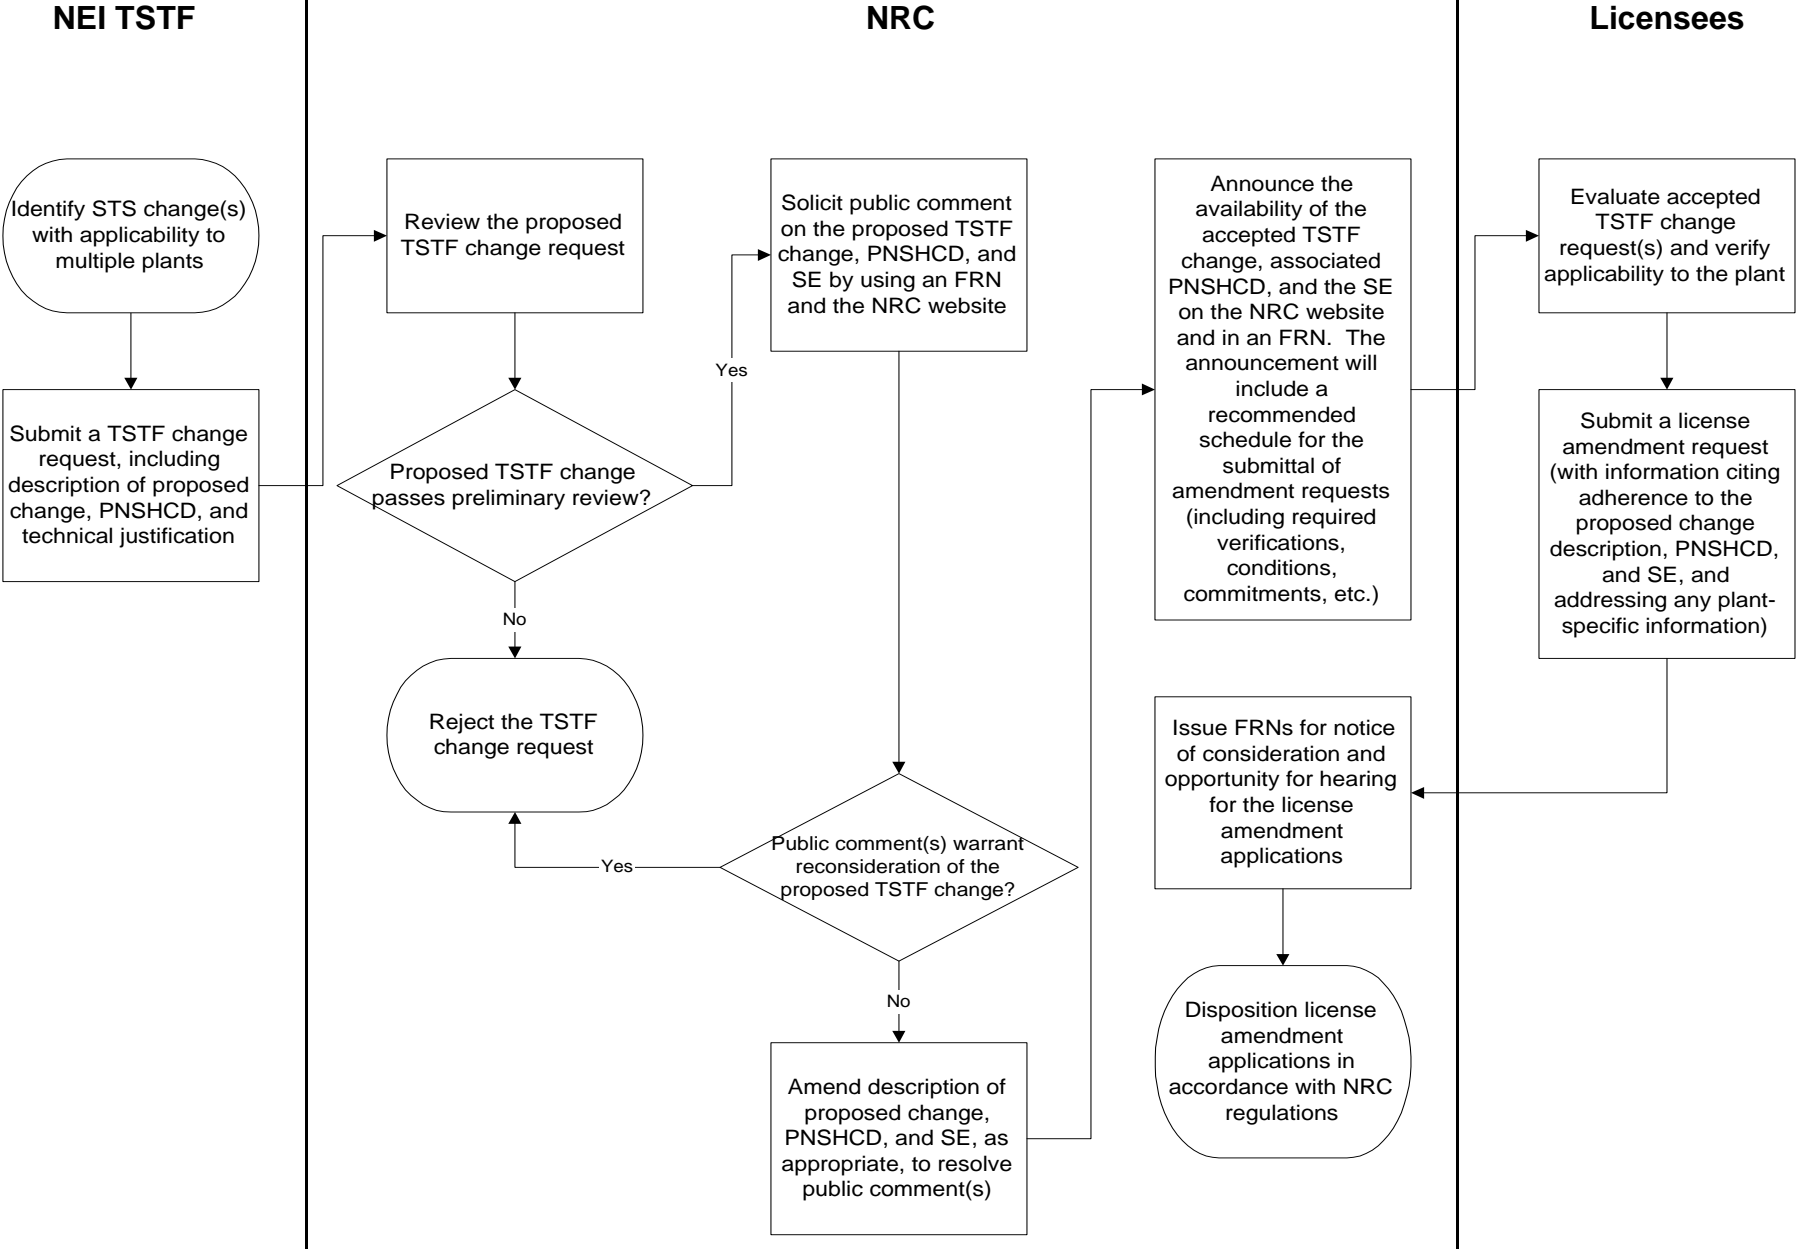 NEI TSTF
NRC
Licensees
Identify STS change(s)
with applicability to
multiple plants
Submit a TSTF change
request, including
description of proposed
change, PNSHCD, and
technical justification
Review the proposed
TSTF change request
Proposed TSTF change
passes preliminary review?
Yes
No
Reject the TSTF
change request
Solicit public comment
on the proposed TSTF
change, PNSHCD, and
SE by using an FRN
and the NRC website
Public comment(s) warrant
reconsideration of the
proposed TSTF change?
Yes
No
Amend description of
proposed change,
PNSHCD, and SE, as
appropriate, to resolve
public comment(s)
Announce the
availability of the
accepted TSTF
change, associated
PNSHCD, and the SE
on the NRC website
and in an FRN.  The
announcement will
include a
recommended
schedule for the
submittal of
amendment requests
(including required
verifications,
conditions,
commitments, etc.)
Evaluate accepted
TSTF change
request(s) and verify
applicability to the plant
Submit a license
amendment request
(with information citing
adherence to the
proposed change
description, PNSHCD,
and SE, and
addressing any plant-
specific information)
Issue FRNs for notice
of consideration and
opportunity for hearing
for the license
amendment
applications
Disposition license
amendment
applications in
accordance with NRC
regulations